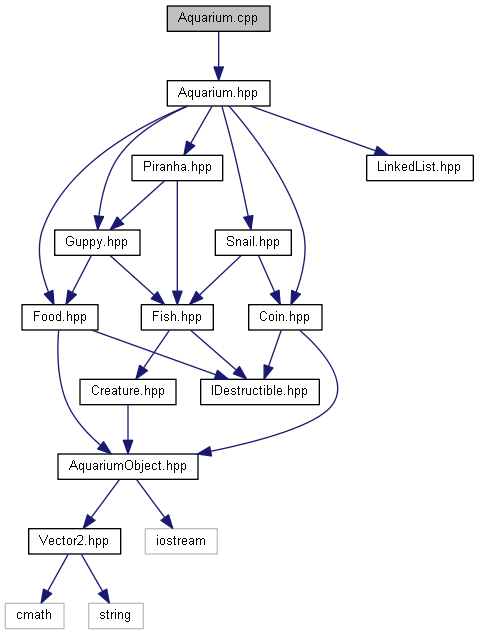 Aquarium.cpp
Aquarium.hpp
Piranha.hpp
LinkedList.hpp
Guppy.hpp
Snail.hpp
Food.hpp
Fish.hpp
Coin.hpp
Creature.hpp
IDestructible.hpp
AquariumObject.hpp
Vector2.hpp
iostream
cmath
string